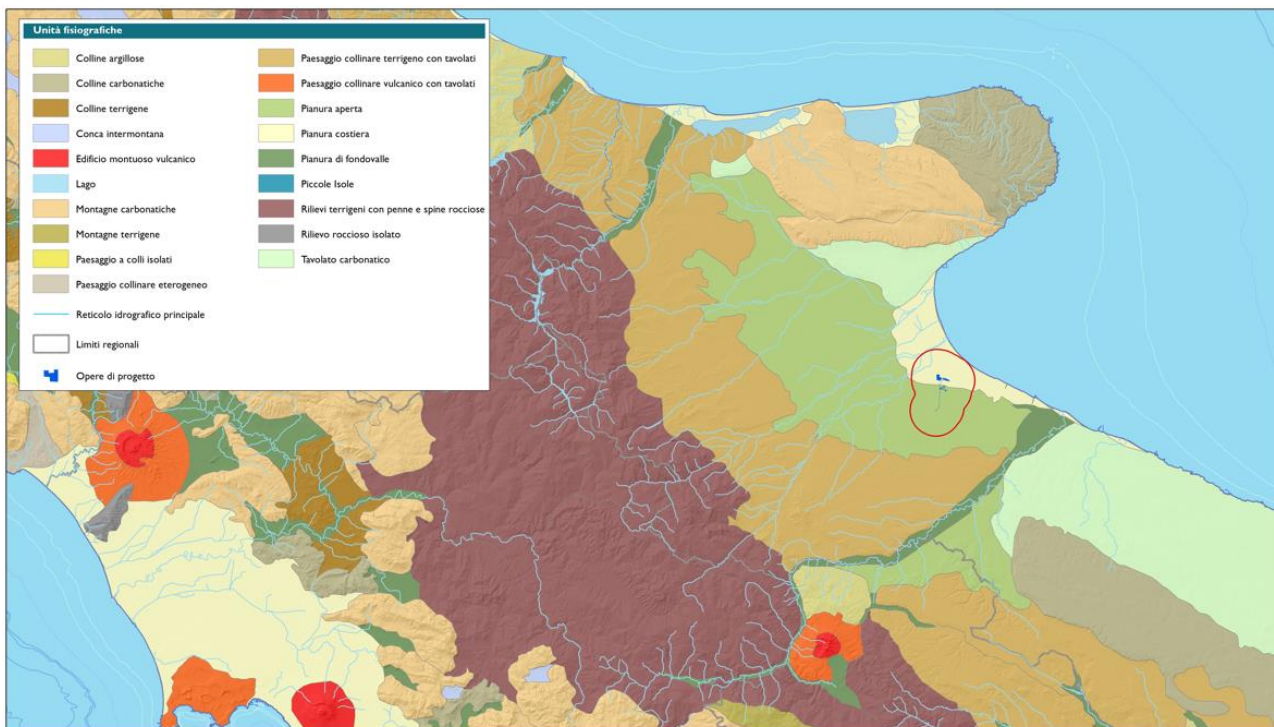 Unità fisiografiche
Colline argillose
Colline carbonatiche
Colline terrigene
Conca intermontana
Edificio montuoso vulcanico
Lago
Montagne carbonatiche
Montagne terrigene
Paesaggio a colli isolati
Paesaggio collinare eterogeneo
Reticolo idrografico principale
Limiti regionali
Opere di progetto
Paesaggio collinare terrigeno con tavolati
Paesaggio collinare vulcanico con tavolati
Pianura aperta
Pianura costiera
Pianura di fondovalle
Piccole Isole
Rilievi terrigeni con penne e spine rocciose
Rilievo roccioso isolato
Tavolato carbonatico